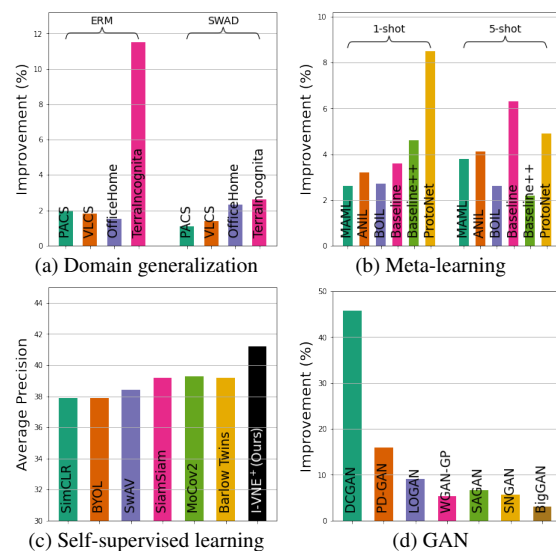 ERM
SWAD
Improvement (%)
12
10
8
6
4
2
0
PACS
VLCS
OfficeHome
TerraIncognita
PACS
VLCS
OfficeHome
TerraIncognita
(a) Domain generalization
1-shot
5-shot
Improvement (%)
10
8
6
4
2
0
MAML
ANIL
BOIL
Baseline
Baseline++
ProtoNet
MAML
ANIL
BOIL
Baseline
Baseline++
ProtoNet
(b) Meta-learning
Average Precision
44
42
40
38
36
34
32
30
SimCLR
BYOL
SwAV
SiamSiam
MoCov2
Barlow Twins
I-VNE⁺ (Ours)
(c) Self-supervised learning
Improvement (%)
50
40
30
20
10
0
DCGAN
PD-GAN
LOGAN
WGAN-GP
SAGAN
SNGAN
BigGAN
(d) GAN